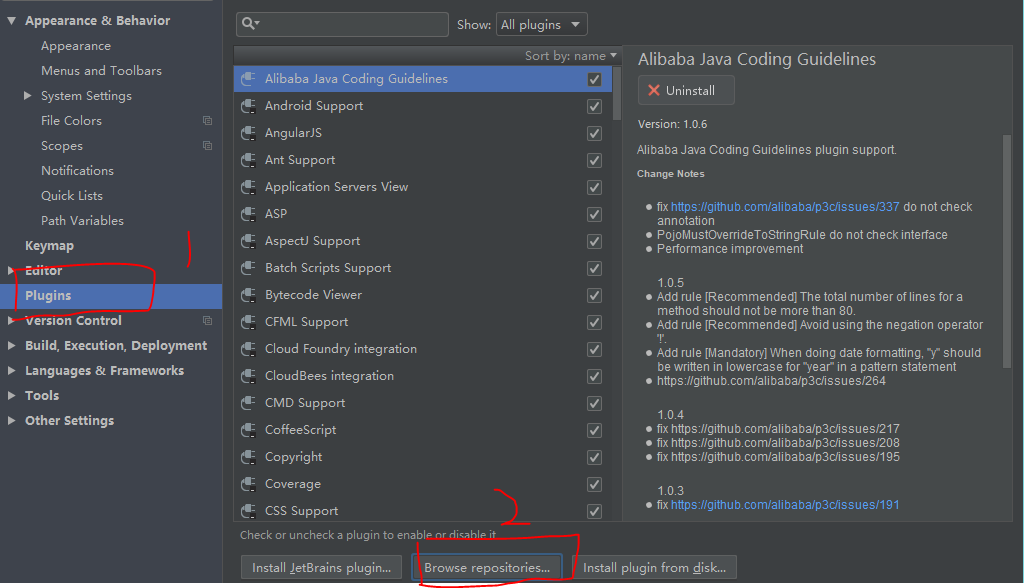 Appearance & Behavior
Appearance
Menus and Toolbars
System Settings
File Colors
Scopes
Notifications
Quick Lists
Path Variables
Keymap
Editor
Plugins
Version Control
Build, Execution, Deployment
Languages & Frameworks
Tools
Other Settings
1
Show: All plugins
Sort by: name
Alibaba Java Coding Guidelines
Android Support
AngularJS
Ant Support
Application Servers View
ASP
AspectJ Support
Batch Scripts Support
Bytecode Viewer
CFML Support
Cloud Foundry integration
CloudBees integration
CMD Support
CoffeeScript
Copyright
Coverage
CSS Support
2
Check or uncheck a plugin to enable or disable it.
Install JetBrains plugin...
Browse repositories...
Install plugin from disk...
Alibaba Java Coding Guidelines
Uninstall
Version: 1.0.6
Alibaba Java Coding Guidelines plugin support.
Change Notes
fix https://github.com/alibaba/p3c/issues/337 do not check
annotation
PojoMustOverrideToStringRule do not check interface
Performance improvement
1.0.5
Add rule [Recommended] The total number of lines for a
method should not be more than 80.
Add rule [Recommended] Avoid using the negation operator
'!'.
Add rule [Mandatory] When doing date formatting, "y" should
be written in lowercase for "year" in a pattern statement
https://github.com/alibaba/p3c/issues/264
1.0.4
fix https://github.com/alibaba/p3c/issues/217
fix https://github.com/alibaba/p3c/issues/208
fix https://github.com/alibaba/p3c/issues/195
1.0.3
fix https://github.com/alibaba/p3c/issues/191